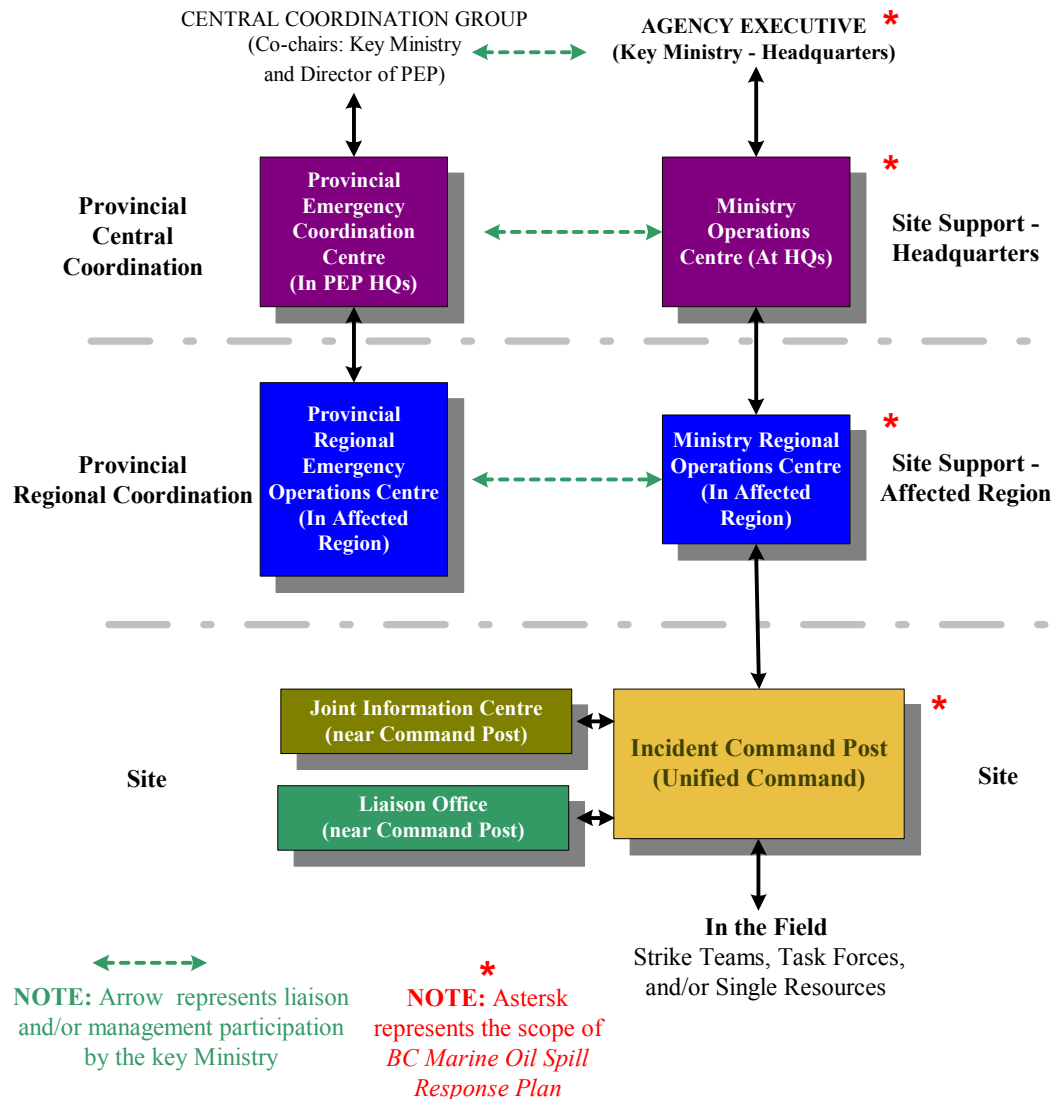 CENTRAL COORDINATION GROUP
(Co-chairs: Key Ministry
and Director of PEP)
AGENCY EXECUTIVE *
(Key Ministry - Headquarters)
Provincial
Central
Coordination
Provincial
Emergency
Coordination
Centre
(In PEP HQs)
Ministry
Operations
Centre (At HQs)
*
Site Support -
Headquarters
Provincial
Regional Coordination
Provincial
Regional
Emergency
Operations Centre
(In Affected
Region)
Ministry Regional
Operations Centre
(In Affected
Region)
*
Site Support -
Affected Region
Site
Joint Information Centre
(near Command Post)
Liaison Office
(near Command Post)
Incident Command Post
(Unified Command)
*
Site
In the Field
Strike Teams, Task Forces,
and/or Single Resources
NOTE: Arrow represents liaison
and/or management participation
by the key Ministry
*
NOTE: Astersk
represents the scope of
BC Marine Oil Spill
Response Plan